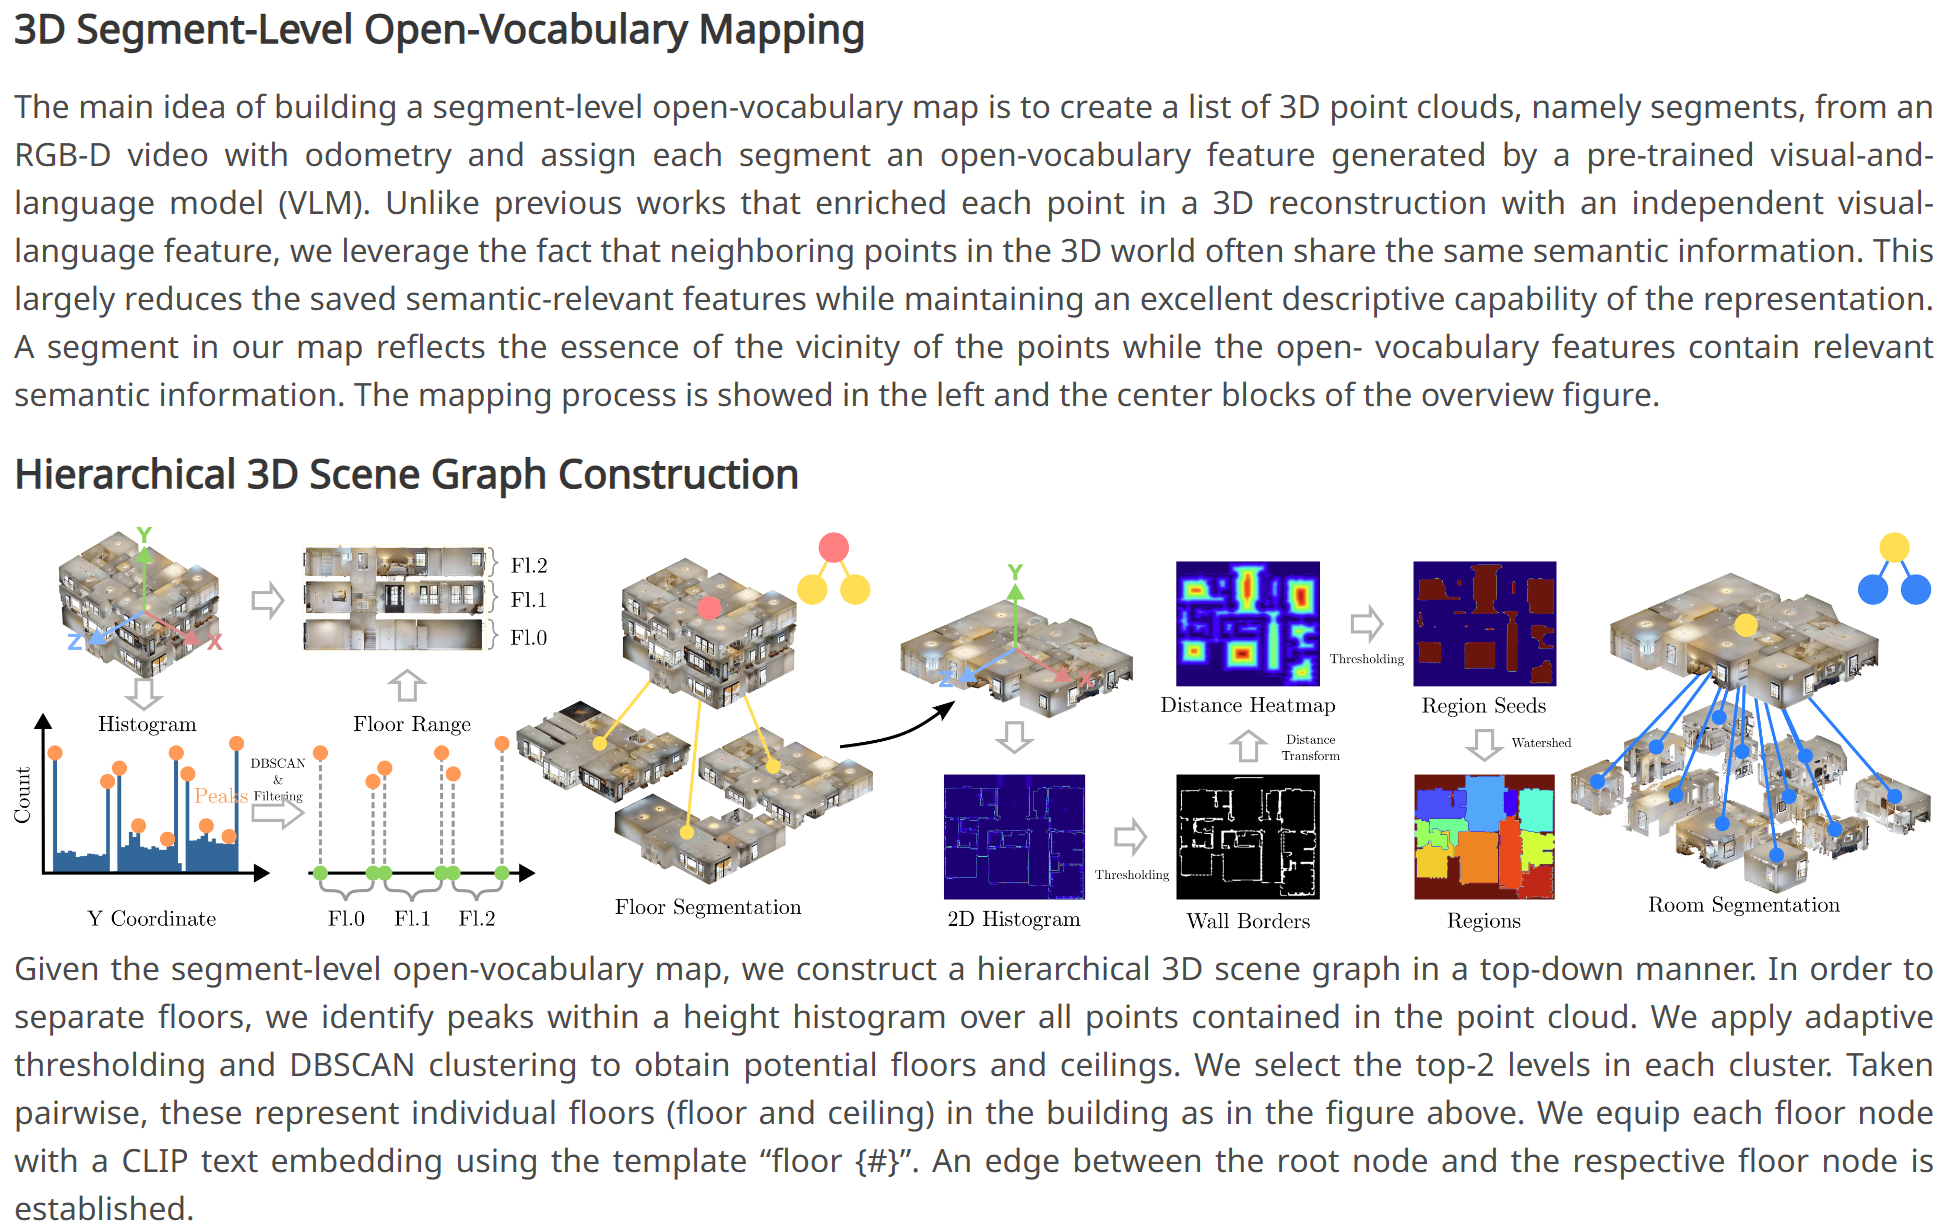 3D Segment-Level Open-Vocabulary Mapping
The main idea of building a segment-level open-vocabulary map is to create a list of 3D point clouds, namely segments, from an
RGB-D video with odometry and assign each segment an open-vocabulary feature generated by a pre-trained visual-and-
language model (VLM). Unlike previous works that enriched each point in a 3D reconstruction with an independent visual-
language feature, we leverage the fact that neighboring points in the 3D world often share the same semantic information. This
largely reduces the saved semantic-relevant features while maintaining an excellent descriptive capability of the representation.
A segment in our map reflects the essence of the vicinity of the points while the open- vocabulary features contain relevant
semantic information. The mapping process is showed in the left and the center blocks of the overview figure.
Hierarchical 3D Scene Graph Construction
Y
Z
X
Fl.2
Fl.1
Fl.0
Histogram
Floor Range
Count
Peaks
DBSCAN
&
Filtering
Y Coordinate
Fl.0
Fl.1
Fl.2
Floor Segmentation
Y
Z
X
2D Histogram
Thresholding
Wall Borders
Distance
Transform
Distance Heatmap
Thresholding
Region Seeds
Watershed
Regions
Room Segmentation
Given the segment-level open-vocabulary map, we construct a hierarchical 3D scene graph in a top-down manner. In order to
separate floors, we identify peaks within a height histogram over all points contained in the point cloud. We apply adaptive
thresholding and DBSCAN clustering to obtain potential floors and ceilings. We select the top-2 levels in each cluster. Taken
pairwise, these represent individual floors (floor and ceiling) in the building as in the figure above. We equip each floor node
with a CLIP text embedding using the template “floor {#}”. An edge between the root node and the respective floor node is
established.